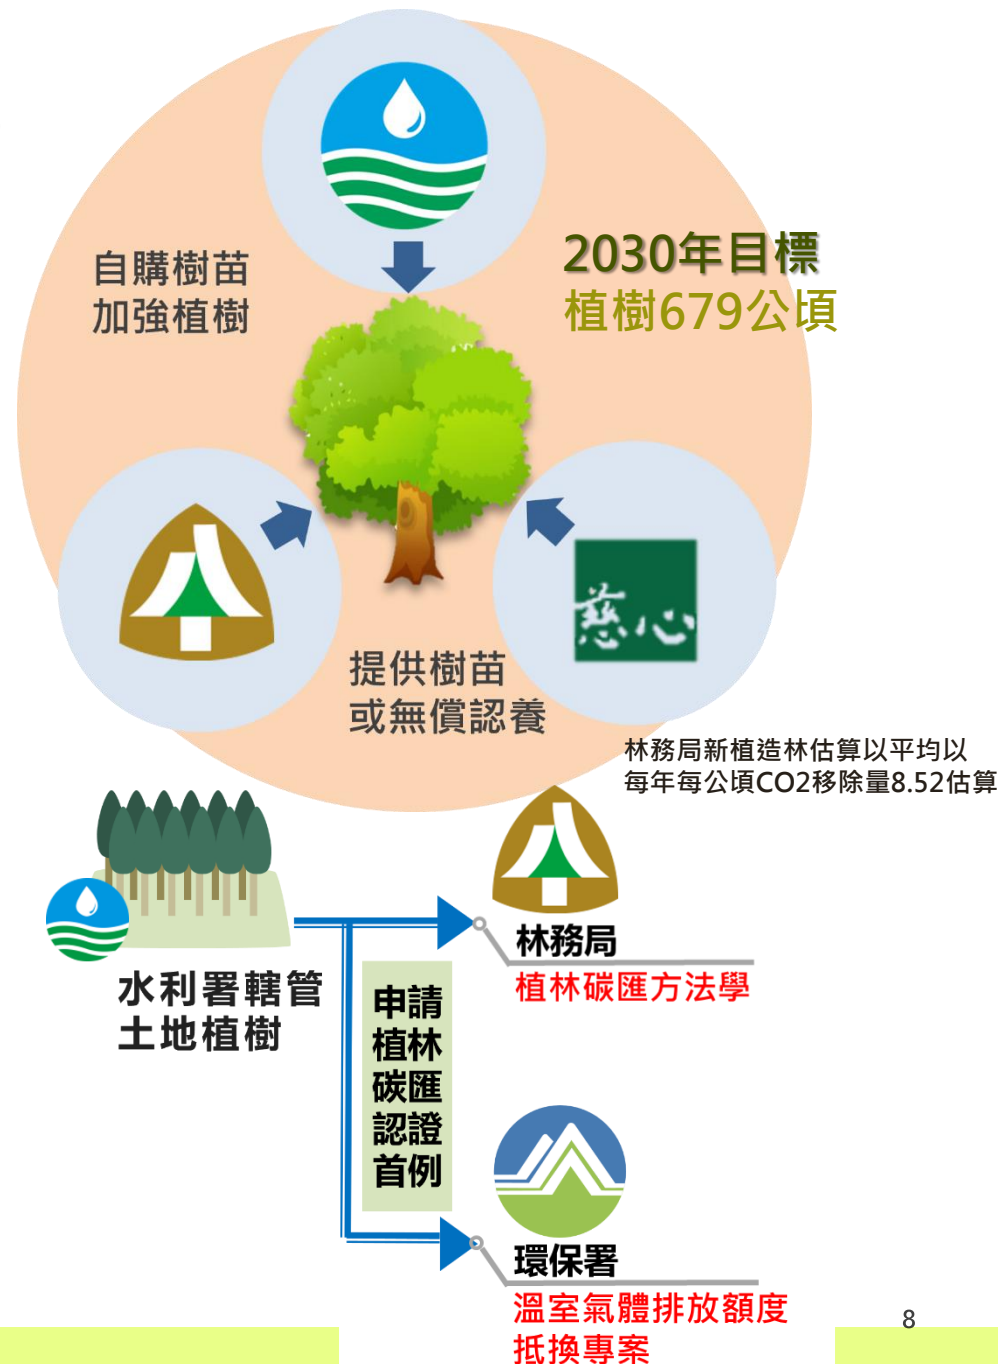 自購樹苗
加強植樹
2030年目標
植樹679公頃
慈心
提供樹苗
或無償認養
林務局新植造林估算以平均以
每年每公頃CO2移除量8.52估算
水利署轄管
土地植樹
申請
植林
碳匯
認證
首例
林務局
植林碳匯方法學
環保署
溫室氣體排放額度
抵換專案
8